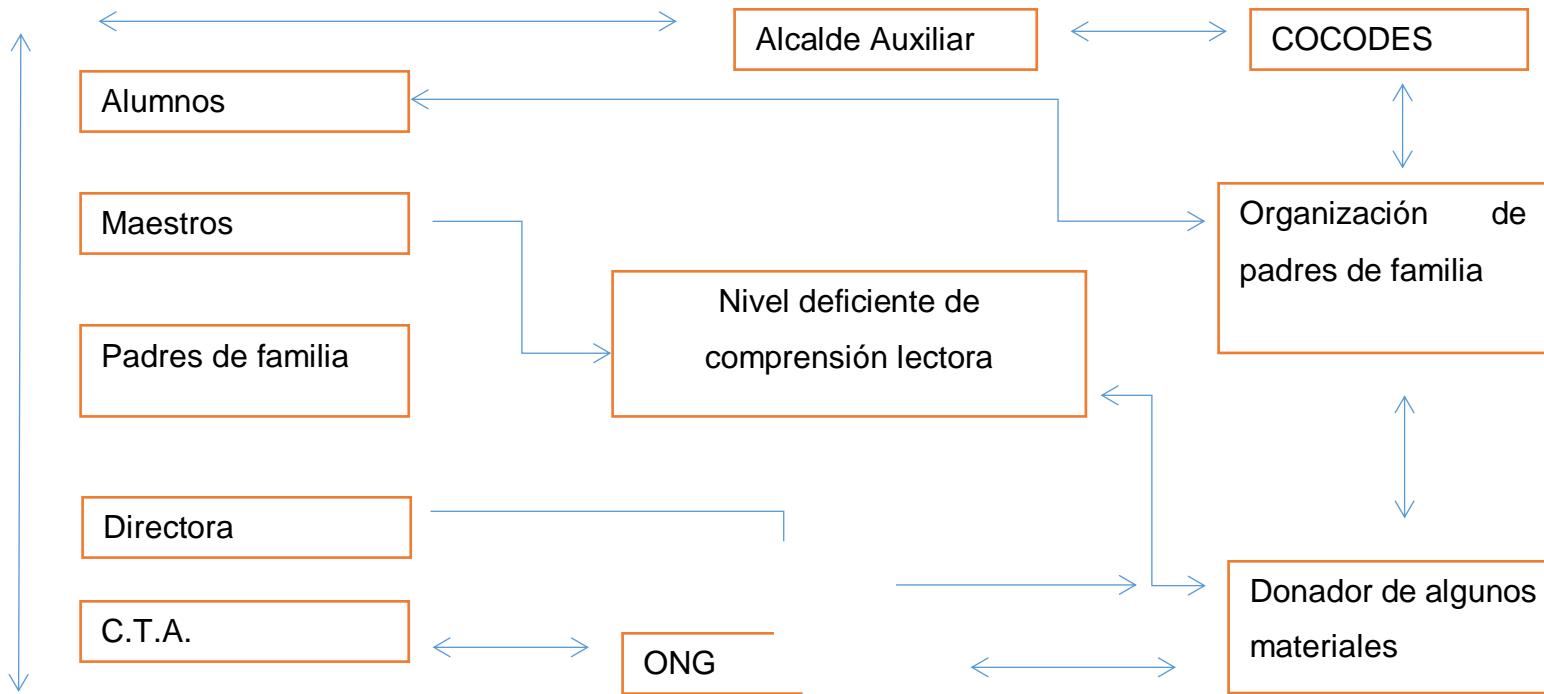 Alcalde Auxiliar
COCODES
Alumnos
Maestros
Organización de
padres de familia
Nivel deficiente de
comprensión lectora
Padres de familia
Directora
Donador de algunos
materiales
C.T.A.
ONG